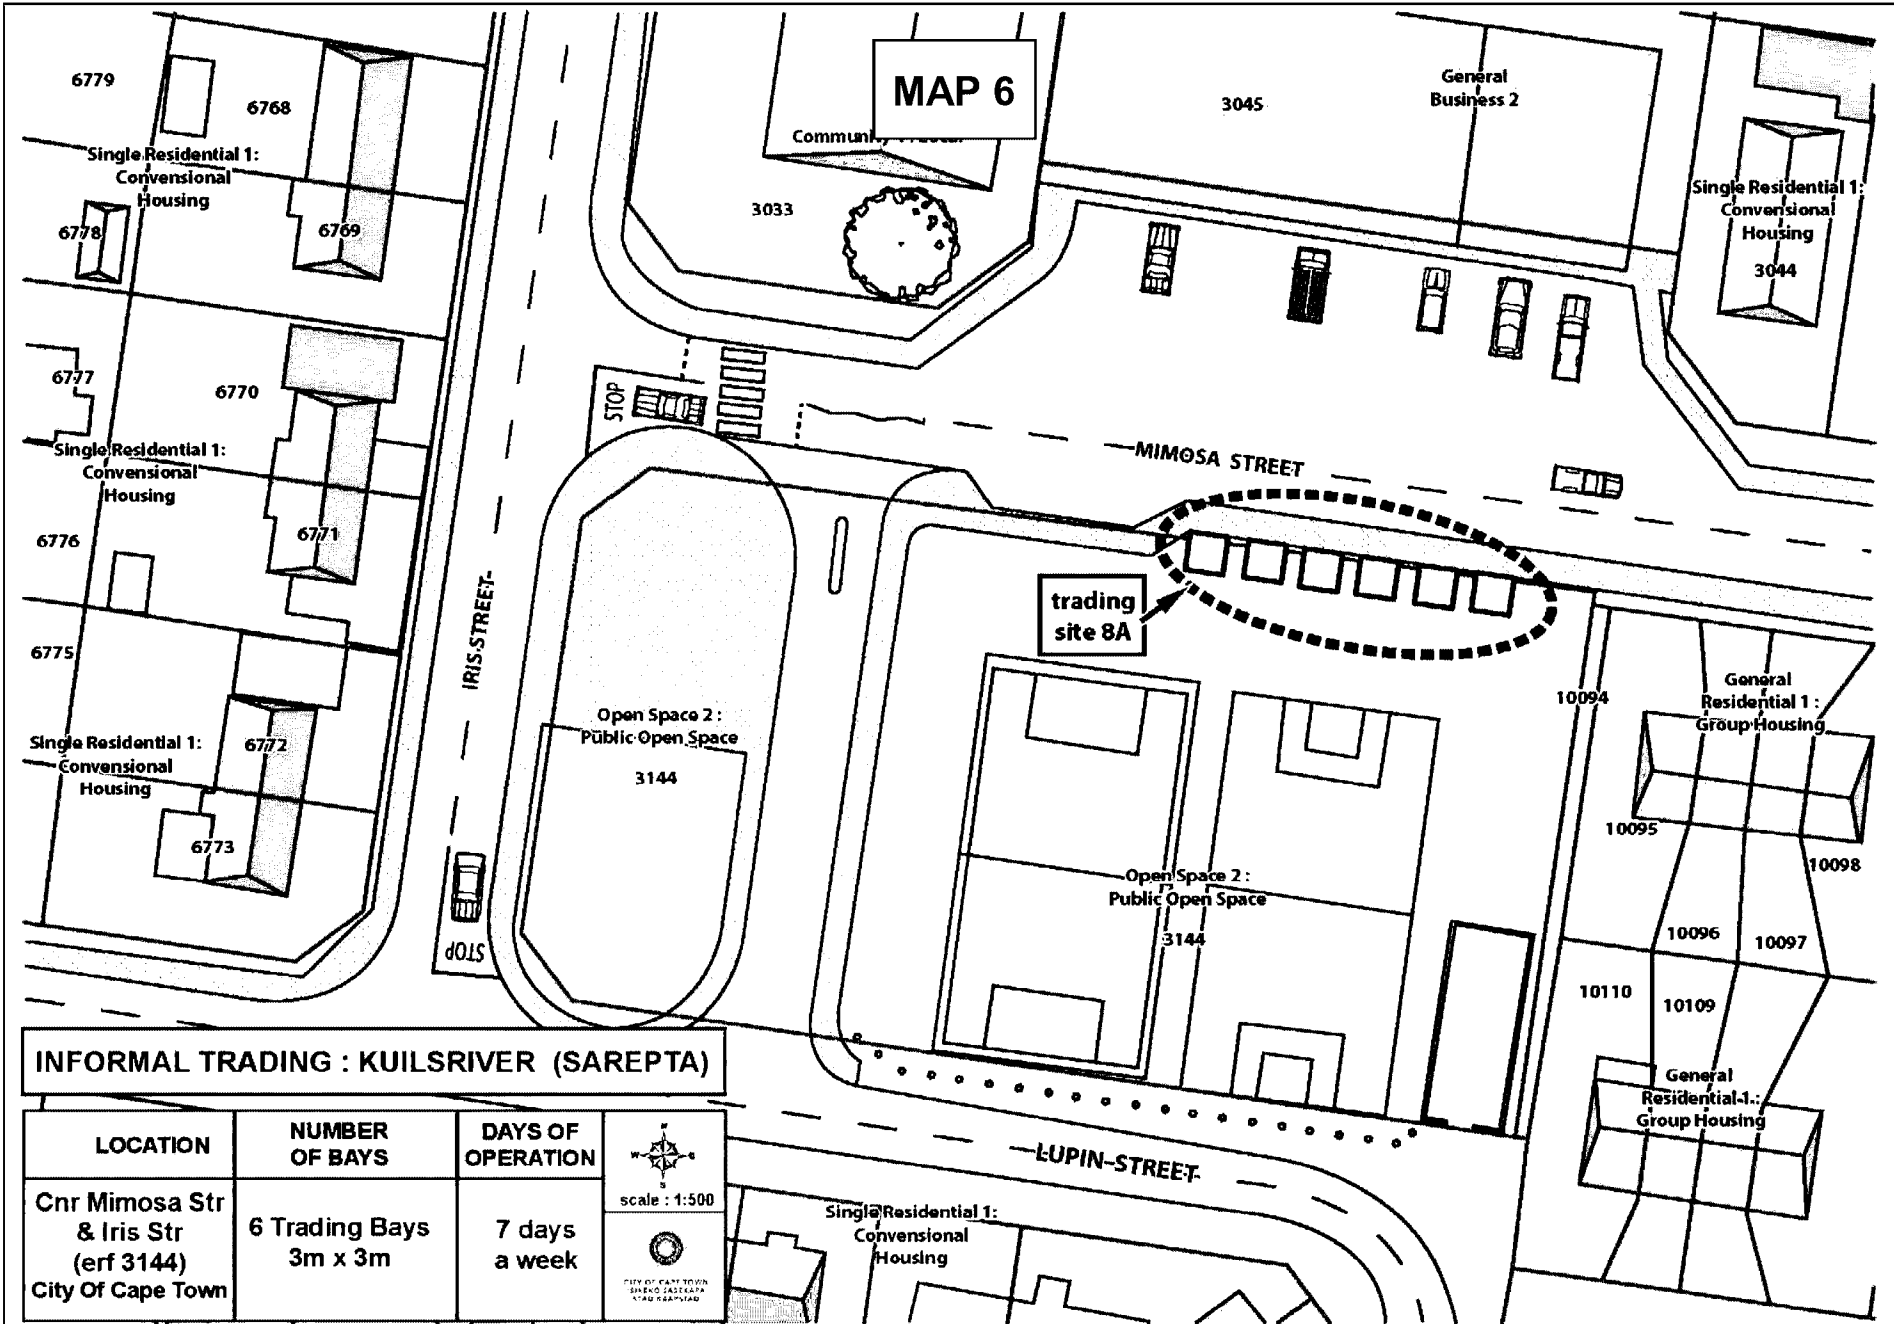 MAP 6
6779
6768
Single Residential 1:
Convensional
Housing
6778
6769
6777
6770
Single Residential 1:
Convensional
Housing
6776
6771
6775
Single Residential 1:
Convensional
Housing
6772
6773
3033
3045
General
Business 2
Single Residential 1:
Convensional
Housing
3044
STOP
MIMOSA STREET
IRIS STREET
trading
site 8A
Open Space 2 :
Public Open Space
3144
STOP
Open Space 2 :
Public Open Space
3144
10094
General
Residential 1 :
Group Housing
10095
10098
10096
10097
10110
10109
General
Residential 1 :
Group Housing
LUPIN STREET
Single Residential 1:
Convensional
Housing
INFORMAL TRADING : KUILSRIVER (SAREPTA)
LOCATION
NUMBER
OF BAYS
DAYS OF
OPERATION
Cnr Mimosa Str
& Iris Str
(erf 3144)
City Of Cape Town
6 Trading Bays
3m x 3m
7 days
a week
N
W
S
scale : 1:500
CITY OF CAPE TOWN